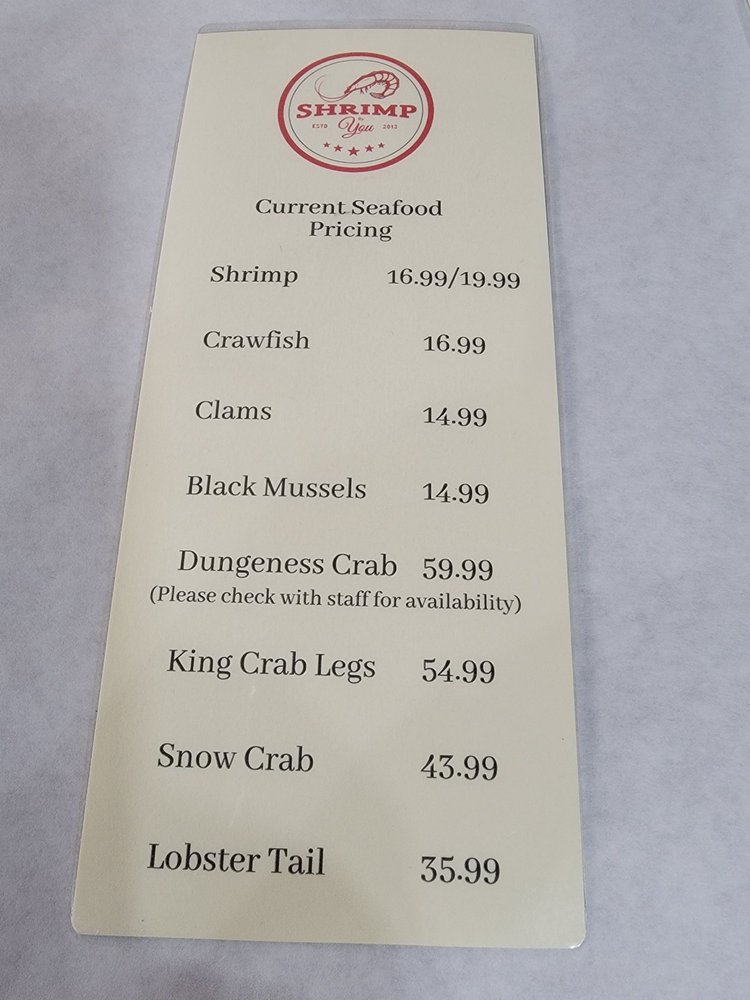 SHRIMP
By
ESTD You 2013
Current Seafood
Pricing
Shrimp 16.99/19.99
Crawfish 16.99
Clams 14.99
Black Mussels 14.99
Dungeness Crab 59.99
(Please check with staff for availability)
King Crab Legs 54.99
Snow Crab 43.99
Lobster Tail 35.99